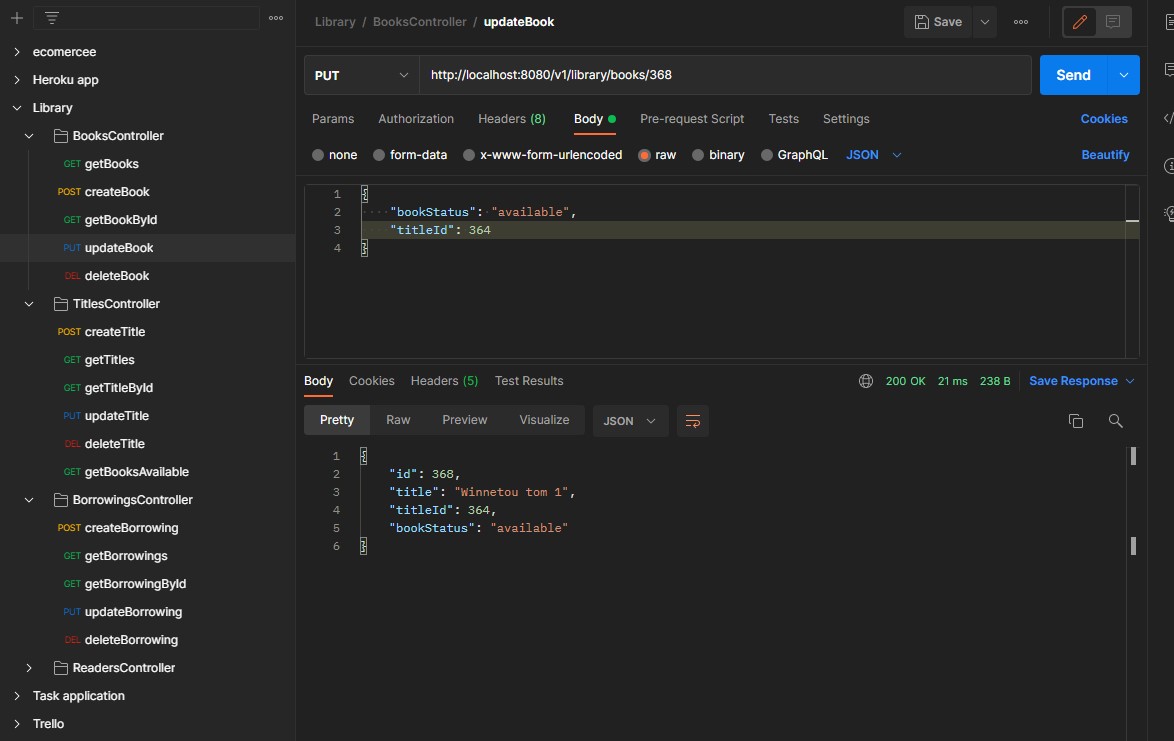 ecomercee
Heroku app
Library
BooksController
GET getBooks
POST createBook
GET getBookById
PUT updateBook
DEL deleteBook
TitlesController
POST createTitle
GET getTitles
GET getTitleById
PUT updateTitle
DEL deleteTitle
GET getBooksAvailable
BorrowingsController
POST createBorrowing
GET getBorrowings
GET getBorrowingById
PUT updateBorrowing
DEL deleteBorrowing
ReadersController
Task application
Trello
Library / BooksController / updateBook
Save
PUT http://localhost:8080/v1/library/books/368 Send
Params Authorization Headers (8) Body Pre-request Script Tests Settings Cookies
none form-data x-www-form-urlencoded raw binary GraphQL JSON Beautify
1 {
2 "bookStatus": "available",
3 "titleId": 364
4 }
Body Cookies Headers (5) Test Results 200 OK 21 ms 238 B Save Response
Pretty Raw Preview Visualize JSON
1 {
2 "id": 368,
3 "title": "Winnetou tom 1",
4 "titleId": 364,
5 "bookStatus": "available"
6 }